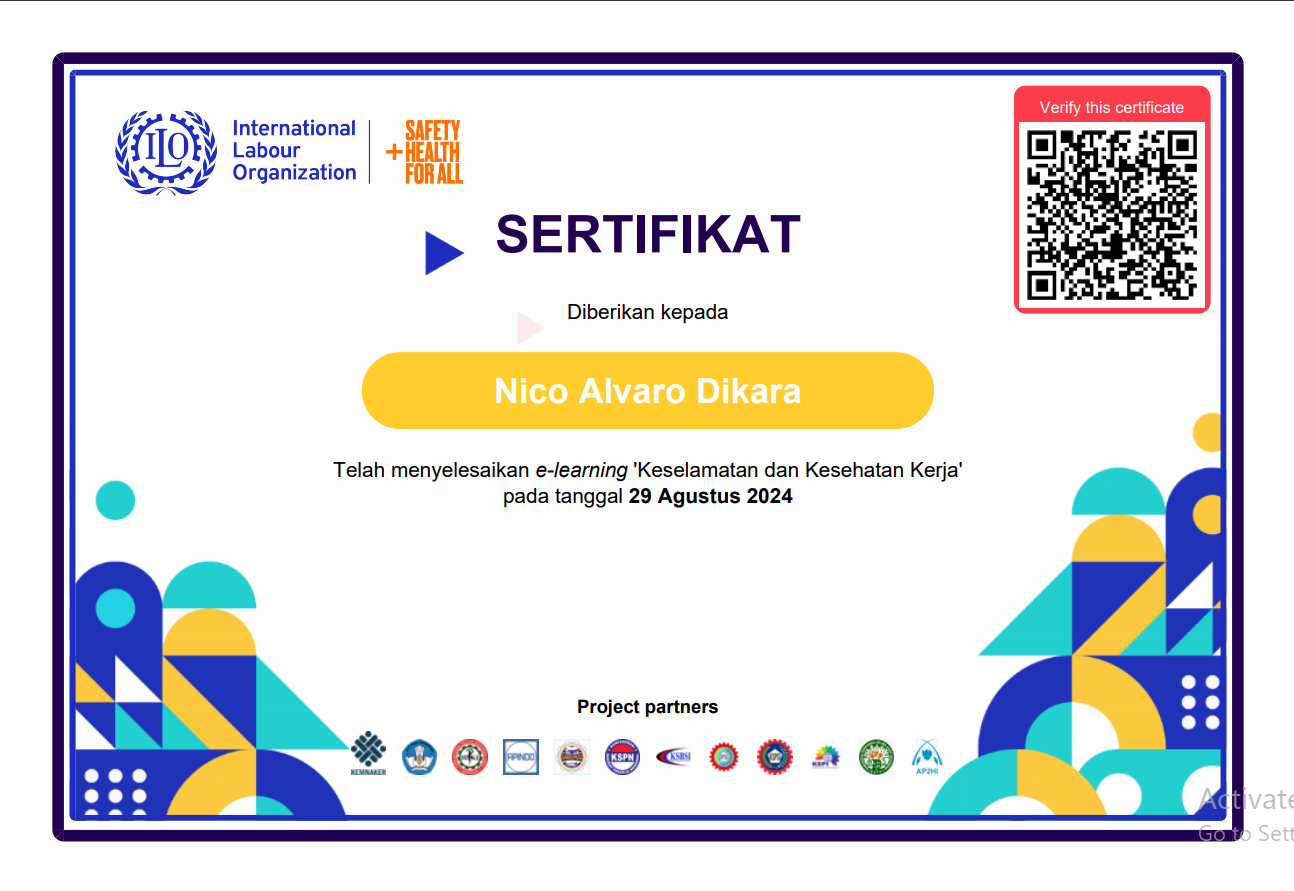 ILO
International
Labour
Organization
SAFETY
+ HEALTH
FOR ALL
Verify this certificate
SERTIFIKAT
Diberikan kepada
Nico Alvaro Dikara
Telah menyelesaikan e-learning 'Keselamatan dan Kesehatan Kerja'
pada tanggal 29 Agustus 2024
Project partners
KEMNAKER
APINDO
KSPN
KSBSI
KSPI
AP2HI
Activate
Go to Sett